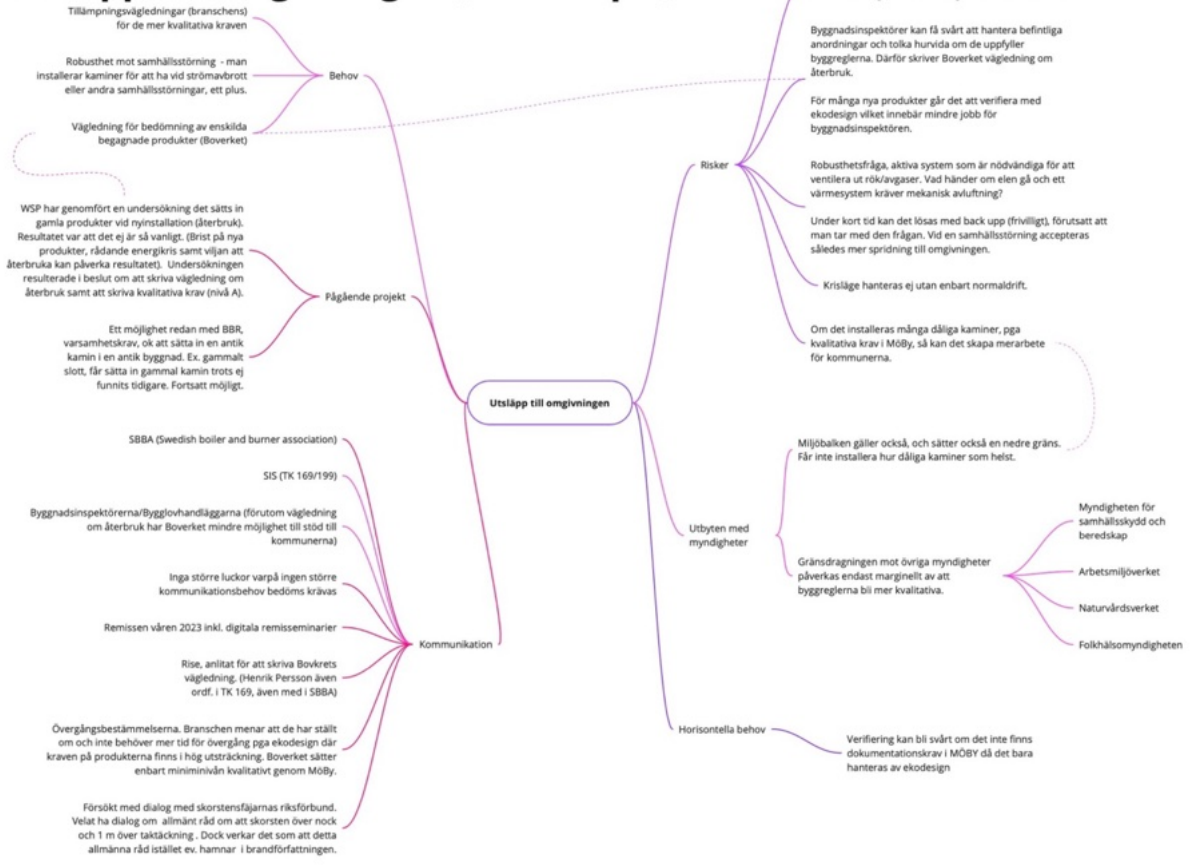 Tillämpningsvägledningar (branschens)
för de mer kvalitativa kraven
Robusthet mot samhällsstörning - man
installerar kaminer för att ha vid strömavbrott
eller andra samhällsstörningar, ett plus.
Vägledning för bedömning av enskilda
begagnade produkter (Boverket)
Behov
WSP har genomfört en undersökning det sätts in
gamla produkter vid nyinstallation (återbruk).
Resultatet var att det ej är så vanligt. (Brist på nya
produkter, rådande energikris samt viljan att
återbruka kan påverka resultatet). Undersökningen
resulterade i beslut om att skriva vägledning om
återbruk samt att skriva kvalitativa krav (nivå A).
Ett möjlighet redan med BBR,
varsamhetskrav, ok att sätta in en antik
kamin i en antik byggnad. Ex. gammalt
slott, får sätta in gammal kamin trots ej
funnits tidigare. Fortsatt möjligt.
Pågående projekt
SBBA (Swedish boiler and burner association)
SIS (TK 169/199)
Byggnadsinspektörerna/Bygglovhandläggarna (förutom vägledning
om återbruk har Boverket mindre möjlighet till stöd till
kommunerna)
Inga större luckor varpå ingen större
kommunikationsbehov bedöms krävas
Remissen våren 2023 inkl. digitala remisseminarier
Rise, anlitat för att skriva Bovkrets
vägledning. (Henrik Persson även
ordf. i TK 169, även med i SBBA)
Övergångsbestämmelserna. Branschen menar att de har ställt
om och inte behöver mer tid för övergång pga ekodesign där
kraven på produkterna finns i hög utsträckning. Boverket sätter
enbart miniminivån kvalitativt genom MöBy.
Försökt med dialog med skorstensfäjarnas riksförbund.
Velat ha dialog om allmänt råd om att skorsten över nock
och 1 m över taktäckning . Dock verkar det som att detta
allmänna råd istället ev. hamnar i brandförfattningen.
Kommunikation
Utsläpp till omgivningen
Risker
Byggnadsinspektörer kan få svårt att hantera befintliga
anordningar och tolka hurvida om de uppfyller
byggreglerna. Därför skriver Boverket vägledning om
återbruk.
För många nya produkter går det att verifiera med
ekodesign vilket innebär mindre jobb för
byggnadsinspektören.
Robusthetsfråga, aktiva system som är nödvändiga för att
ventilera ut rök/avgaser. Vad händer om elen gå och ett
värmesystem kräver mekanisk avluftning?
Under kort tid kan det lösas med back upp (frivilligt), förutsatt att
man tar med den frågan. Vid en samhällsstörning accepteras
således mer spridning till omgivningen.
Krisläge hanteras ej utan enbart normaldrift.
Om det installeras många dåliga kaminer, pga
kvalitativa krav i MöBy, så kan det skapa merarbete
för kommunerna.
Utbyten med
myndigheter
Miljöbalken gäller också, och sätter också en nedre gräns.
Får inte installera hur dåliga kaminer som helst.
Gränsdragningen mot övriga myndigheter
påverkas endast marginellt av att
byggreglerna bli mer kvalitativa.
Myndigheten för
samhällsskydd och
beredskap
Arbetsmiljöverket
Naturvårdsverket
Folkhälsomyndigheten
Horisontella behov
Verifiering kan bli svårt om det inte finns
dokumentationskrav i MÖBY då det bara
hanteras av ekodesign